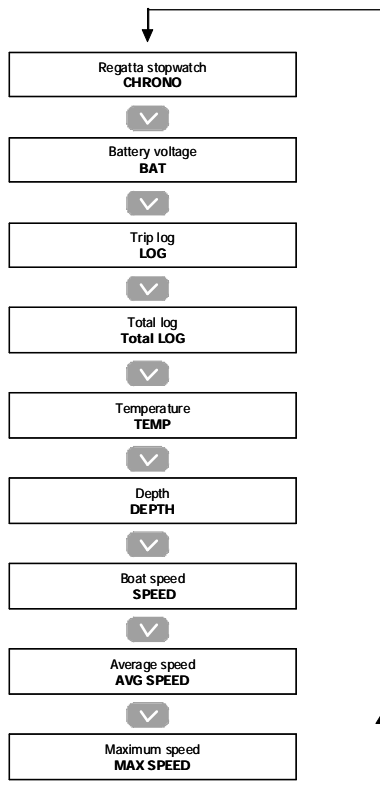 Regatta stopwatch
CHRONO
Battery voltage
BAT
Trip log
LOG
Total log
Total LOG
Temperature
TEMP
Depth
DEPTH
Boat speed
SPEED
Average speed
AVG SPEED
Maximum speed
MAX SPEED